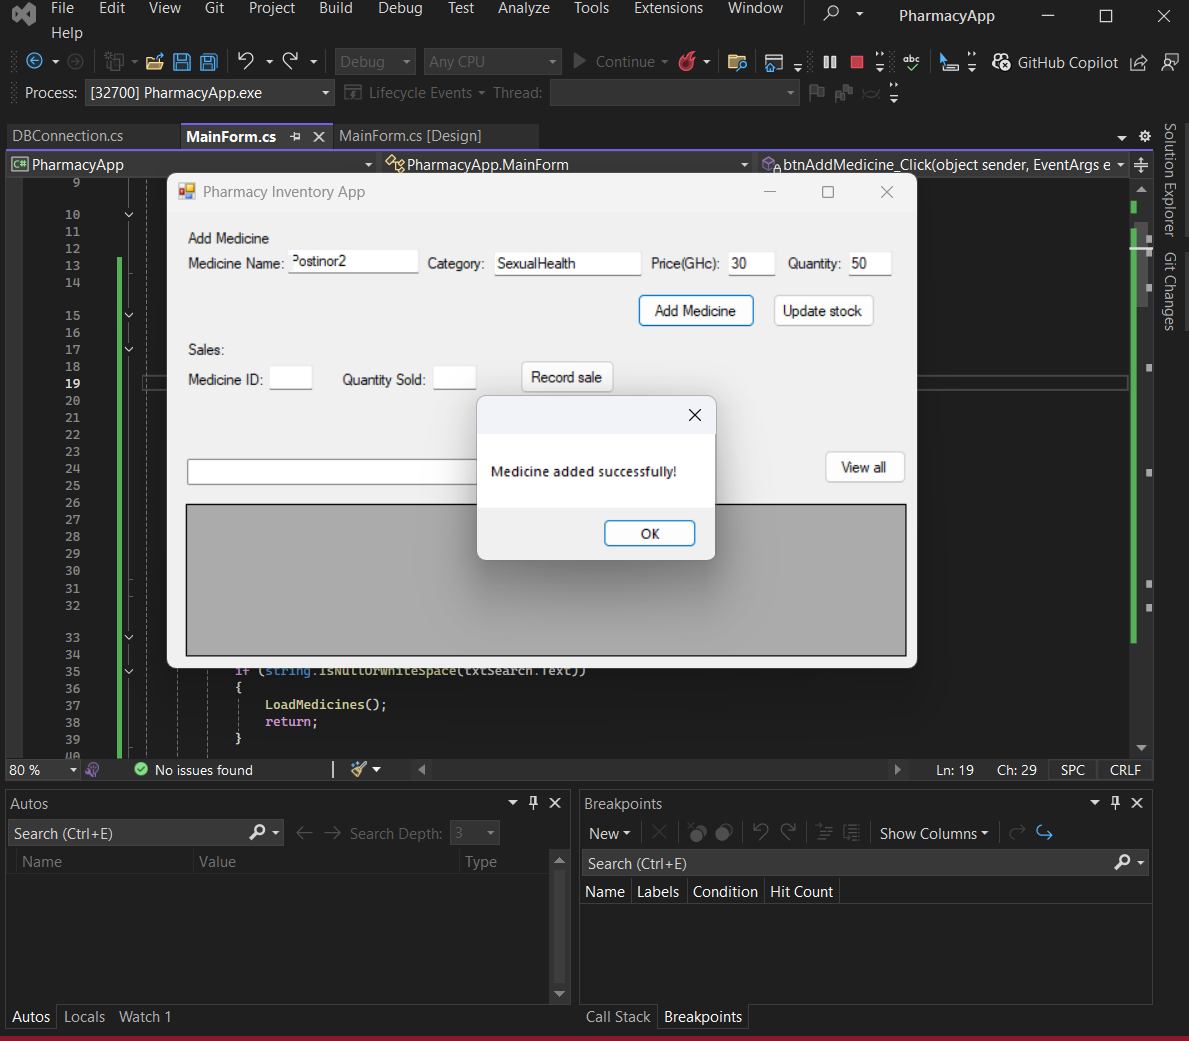 File Edit View Git Project Build Debug Test Analyze Tools Extensions Window PharmacyApp
Help
Debug Any CPU Continue abc GitHub Copilot
Process: [32700] PharmacyApp.exe Lifecycle Events Thread:
DBConnection.cs MainForm.cs MainForm.cs [Design]
C# PharmacyApp PharmacyApp.MainForm btnAddMedicine_Click(object sender, EventArgs e
Solution Explorer
Git Changes
9
10
11
12
13
14
15
16
17
18
19
20
21
22
23
24
25
26
27
28
29
30
31
32
33
34
35 if (string.IsNullOrWhiteSpace(txtSearch.Text))
36 {
37 LoadMedicines();
38 return;
39 }
40
Pharmacy Inventory App
Add Medicine
Medicine Name: Postinor2 Category: SexualHealth Price(GHc): 30 Quantity: 50
Add Medicine Update stock
Sales:
Medicine ID: Quantity Sold: Record sale
View all
Medicine added successfully!
OK
80 % No issues found Ln: 19 Ch: 29 SPC CRLF
Autos
Search (Ctrl+E) Search Depth: 3
Name Value Type
Autos Locals Watch 1
Breakpoints
New Show Columns
Search (Ctrl+E)
Name Labels Condition Hit Count
Call Stack Breakpoints